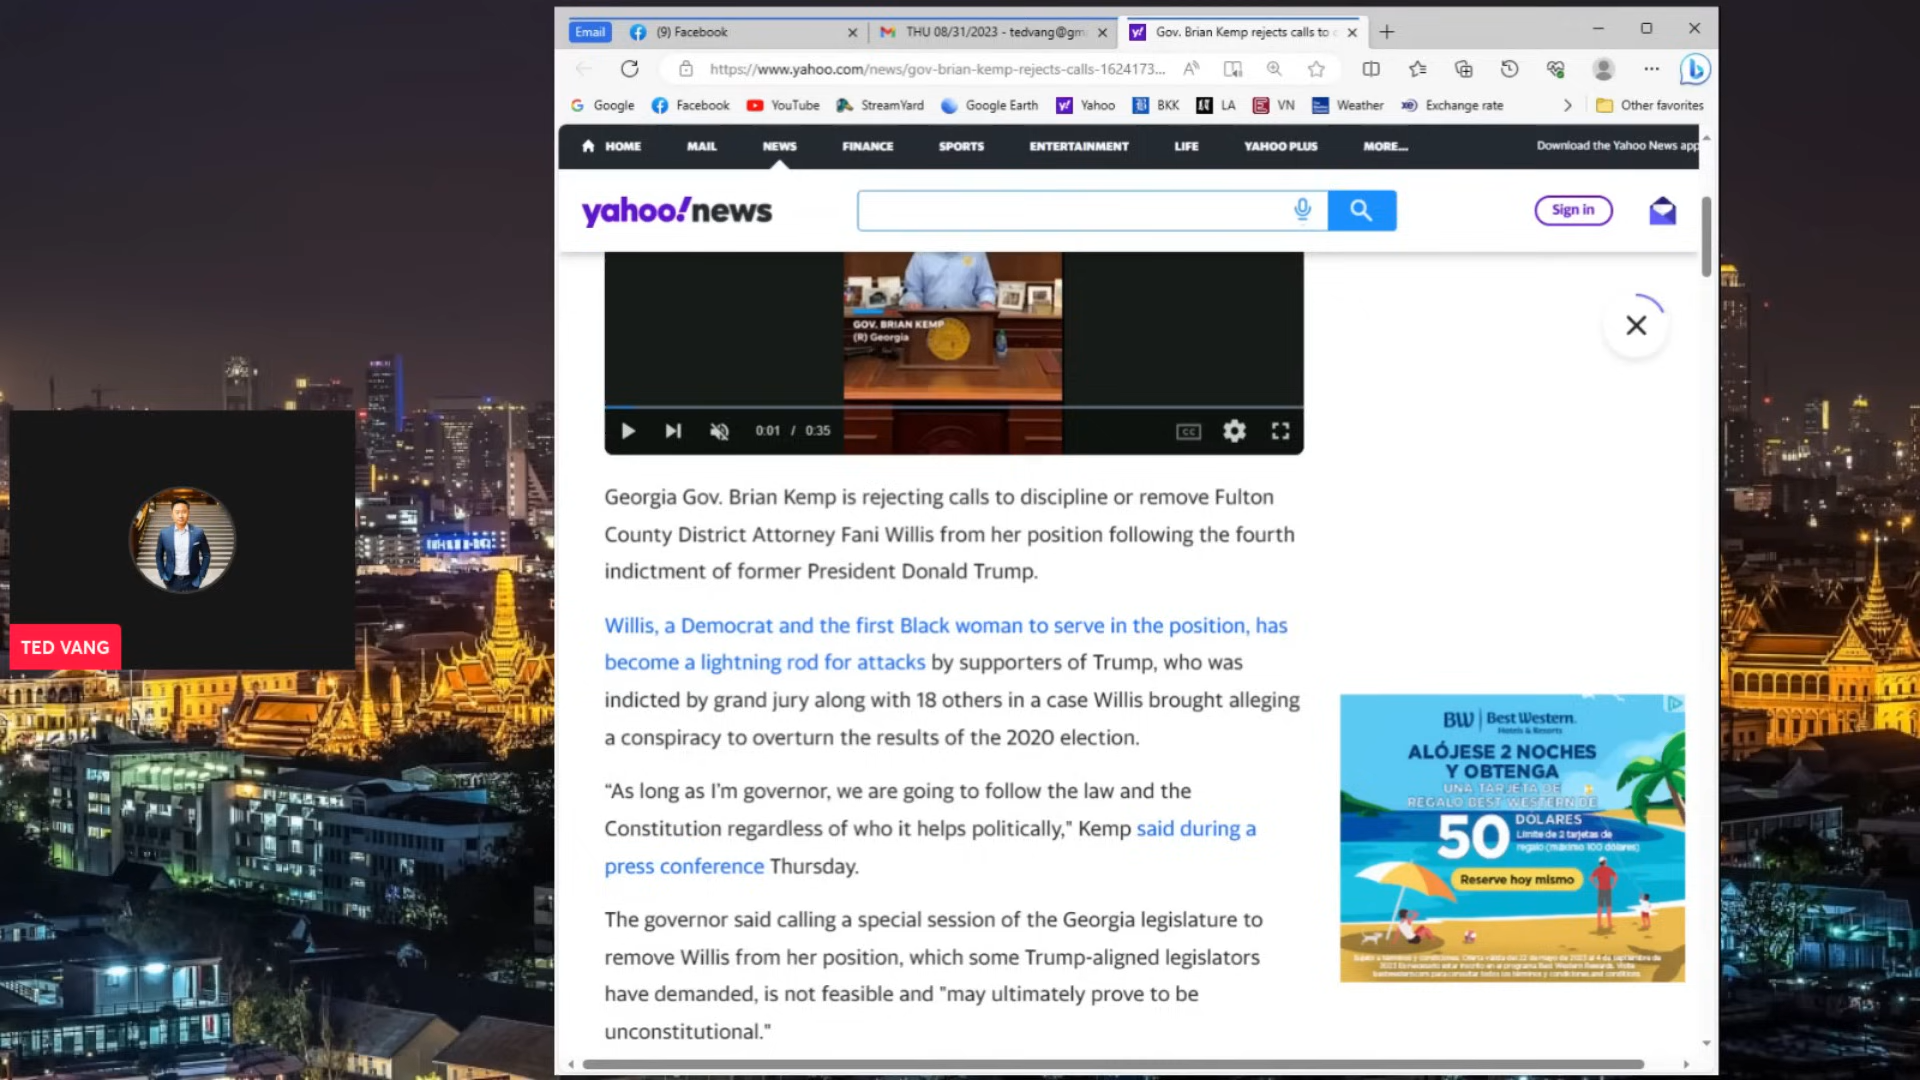 Email
(9) Facebook
THU 08/31/2023 - tedvang@gm
Gov. Brian Kemp rejects calls to
https://www.yahoo.com/news/gov-brian-kemp-rejects-calls-1624173...
Google
Facebook
YouTube
StreamYard
Google Earth
Yahoo
BKK
LA
VN
Weather
Exchange rate
Other favorites
HOME
MAIL
NEWS
FINANCE
SPORTS
ENTERTAINMENT
LIFE
YAHOO PLUS
MORE...
Download the Yahoo News app
yahoo!news
Sign in
GOV. BRIAN KEMP
(R) Georgia
0:01 / 0:35
CC
Georgia Gov. Brian Kemp is rejecting calls to discipline or remove Fulton
County District Attorney Fani Willis from her position following the fourth
indictment of former President Donald Trump.
Willis, a Democrat and the first Black woman to serve in the position, has
become a lightning rod for attacks by supporters of Trump, who was
indicted by grand jury along with 18 others in a case Willis brought alleging
a conspiracy to overturn the results of the 2020 election.
“As long as I’m governor, we are going to follow the law and the
Constitution regardless of who it helps politically,” Kemp said during a
press conference Thursday.
The governor said calling a special session of the Georgia legislature to
remove Willis from her position, which some Trump-aligned legislators
have demanded, is not feasible and "may ultimately prove to be
unconstitutional."
TED VANG
BW Best Western.
Hotels & Resorts
ALÓJESE 2 NOCHES
Y OBTENGA
UNA TARJETA DE
REGALO BEST WESTERN DE
50 DÓLARES
Límite de 2 tarjetas de
regalo (máximo 100 dólares)
Reserve hoy mismo